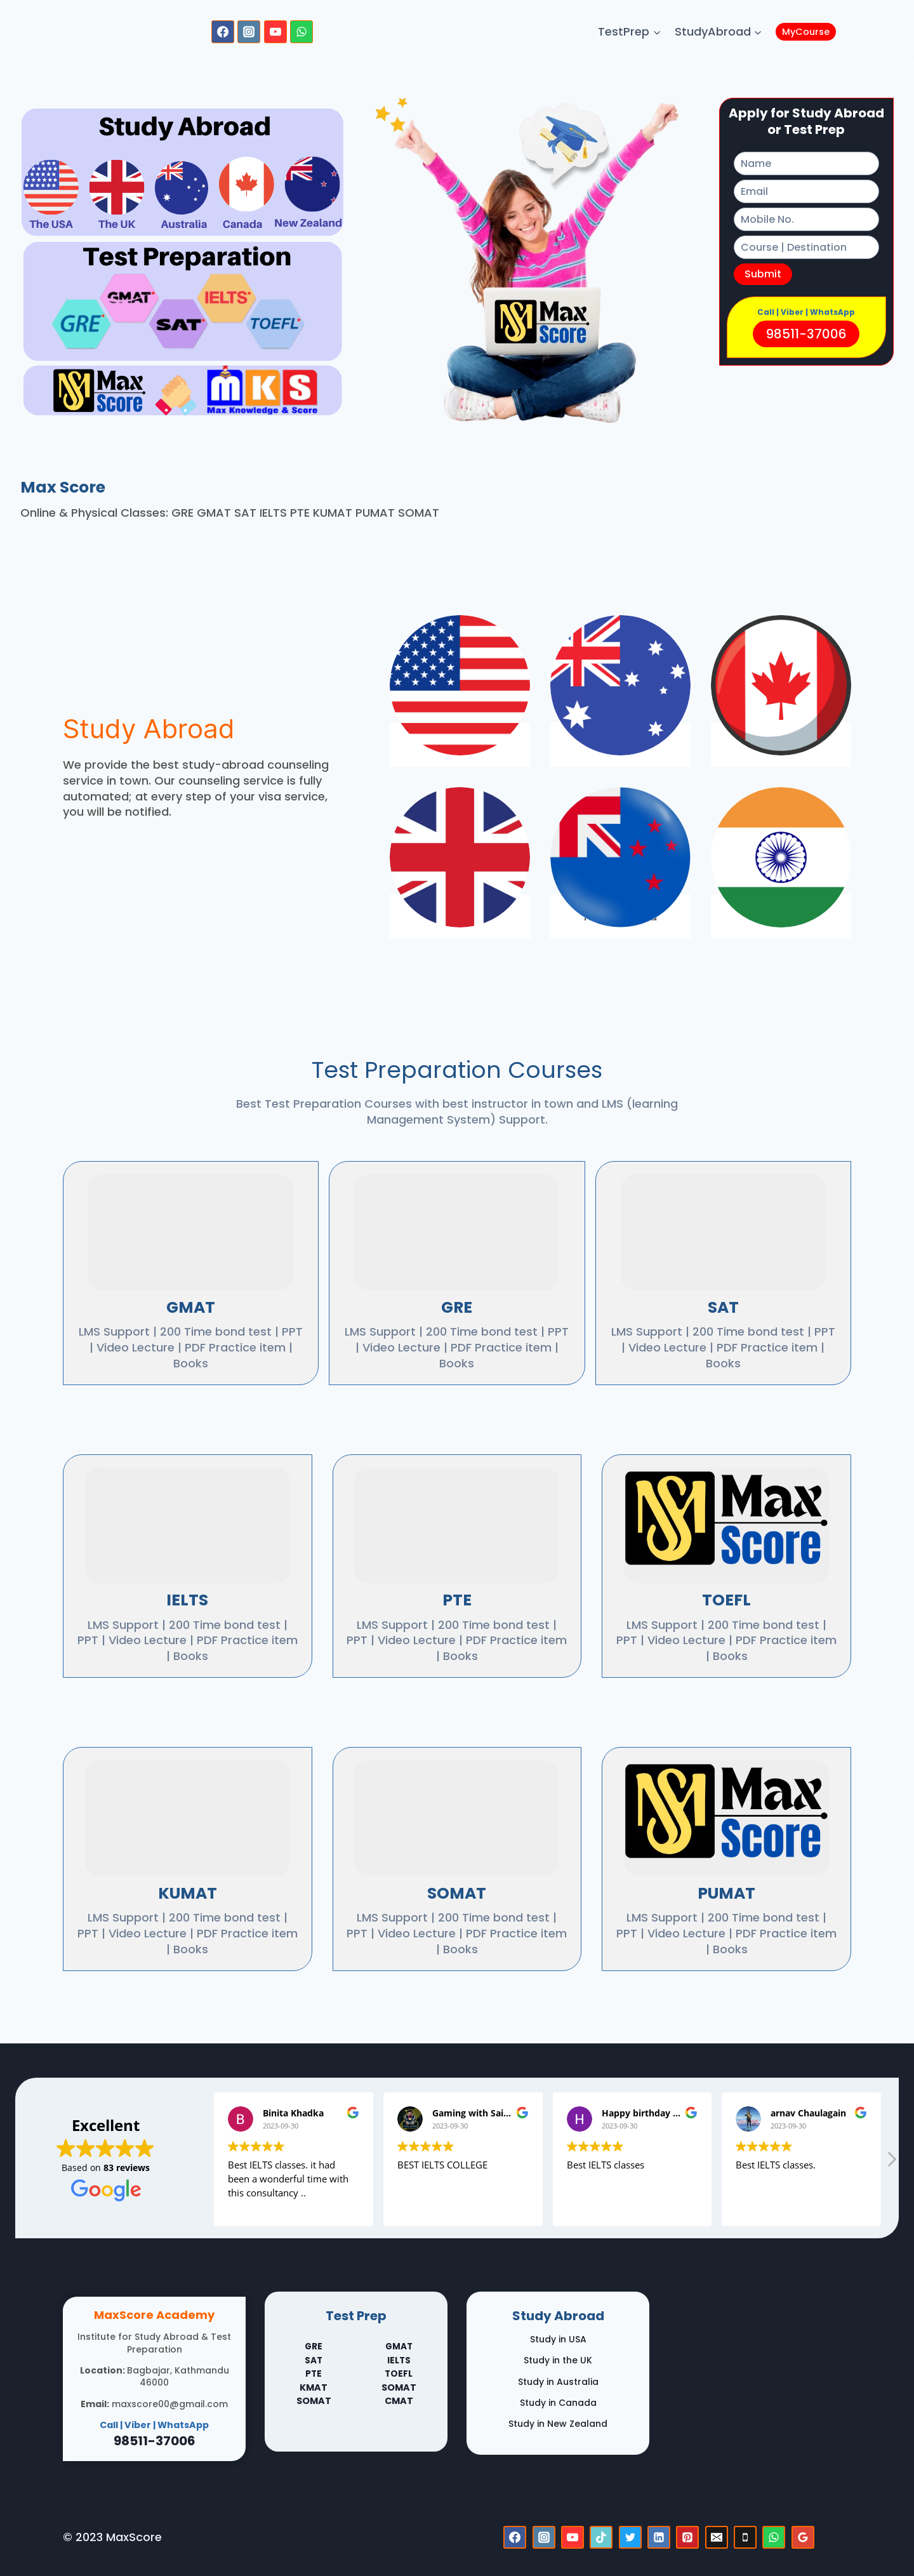 TestPrep
StudyAbroad
MyCourse
Study Abroad
The USA
The UK
Australia
Canada
New Zealand
Test Preparation
GRE
GMAT
SAT
IELTS
TOEFL
Max
Score
MKS
Max Knowledge & Score
Max
Score
Apply for Study Abroad
or Test Prep
Name
Email
Mobile No.
Course | Destination
Submit
Call | Viber | WhatsApp
98511-37006
Max Score
Online & Physical Classes: GRE GMAT SAT IELTS PTE KUMAT PUMAT SOMAT
Study Abroad
We provide the best study-abroad counseling
service in town. Our counseling service is fully
automated; at every step of your visa service,
you will be notified.
Test Preparation Courses
Best Test Preparation Courses with best instructor in town and LMS (learning
Management System) Support.
GMAT
LMS Support | 200 Time bond test | PPT
| Video Lecture | PDF Practice item |
Books
GRE
LMS Support | 200 Time bond test | PPT
| Video Lecture | PDF Practice item |
Books
SAT
LMS Support | 200 Time bond test | PPT
| Video Lecture | PDF Practice item |
Books
IELTS
LMS Support | 200 Time bond test |
PPT | Video Lecture | PDF Practice item
| Books
PTE
LMS Support | 200 Time bond test |
PPT | Video Lecture | PDF Practice item
| Books
Max
Score
TOEFL
LMS Support | 200 Time bond test |
PPT | Video Lecture | PDF Practice item
| Books
KUMAT
LMS Support | 200 Time bond test |
PPT | Video Lecture | PDF Practice item
| Books
SOMAT
LMS Support | 200 Time bond test |
PPT | Video Lecture | PDF Practice item
| Books
Max
Score
PUMAT
LMS Support | 200 Time bond test |
PPT | Video Lecture | PDF Practice item
| Books
Excellent
Based on 83 reviews
Google
B
Binita Khadka
2023-09-30
Best IELTS classes. it had
been a wonderful time with
this consultancy ..
Gaming with Sai...
2023-09-30
BEST IELTS COLLEGE
H
Happy birthday ...
2023-09-30
Best IELTS classes
arnav Chaulagain
2023-09-30
Best IELTS classes.
MaxScore Academy
Institute for Study Abroad & Test
Preparation
Location: Bagbajar, Kathmandu
46000
Email: maxscore00@gmail.com
Call | Viber | WhatsApp
98511-37006
Test Prep
GRE
SAT
PTE
KMAT
SOMAT
GMAT
IELTS
TOEFL
SOMAT
CMAT
Study Abroad
Study in USA
Study in the UK
Study in Australia
Study in Canada
Study in New Zealand
© 2023 MaxScore